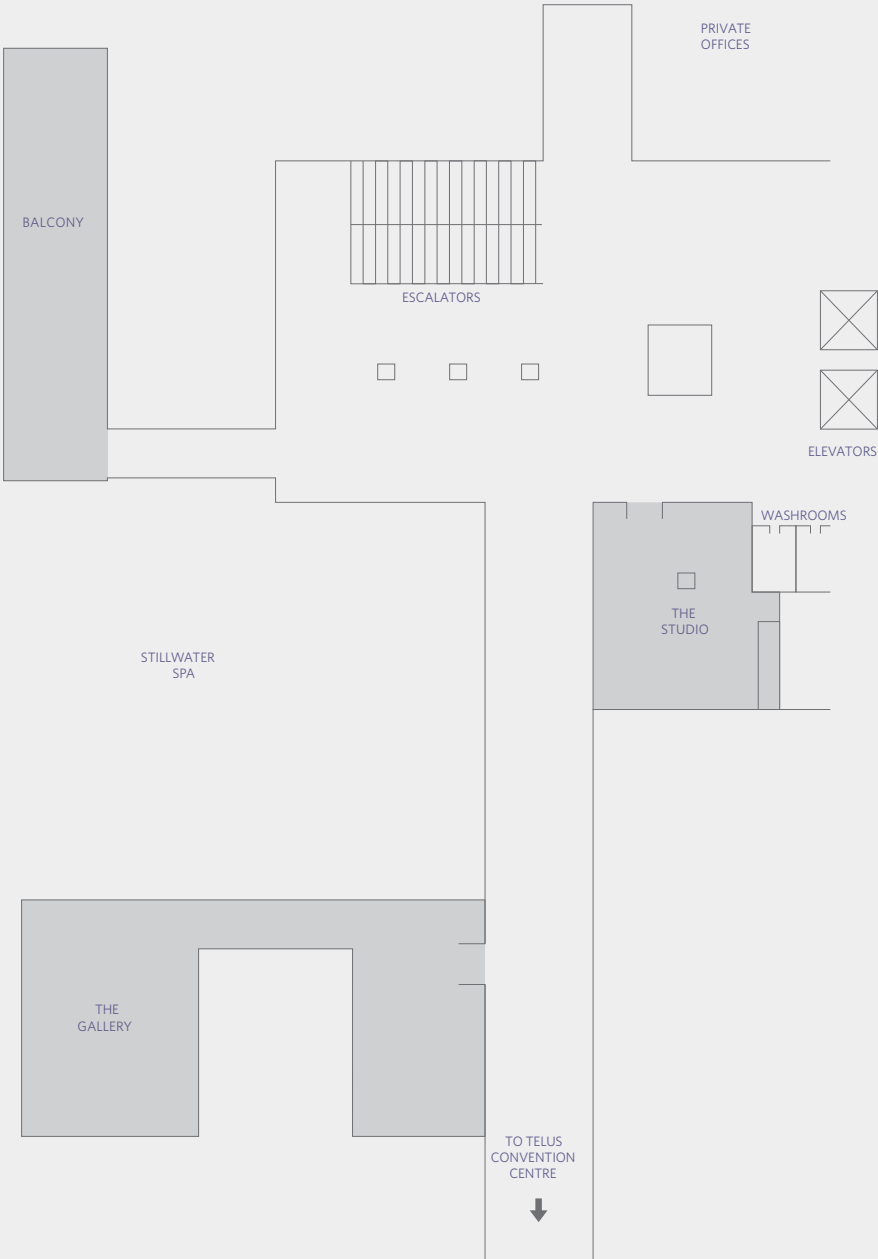 PRIVATE
OFFICES
BALCONY
ESCALATORS
ELEVATORS
WASHROOMS
THE
STUDIO
STILLWATER
SPA
THE
GALLERY
TO TELUS
CONVENTION
CENTRE